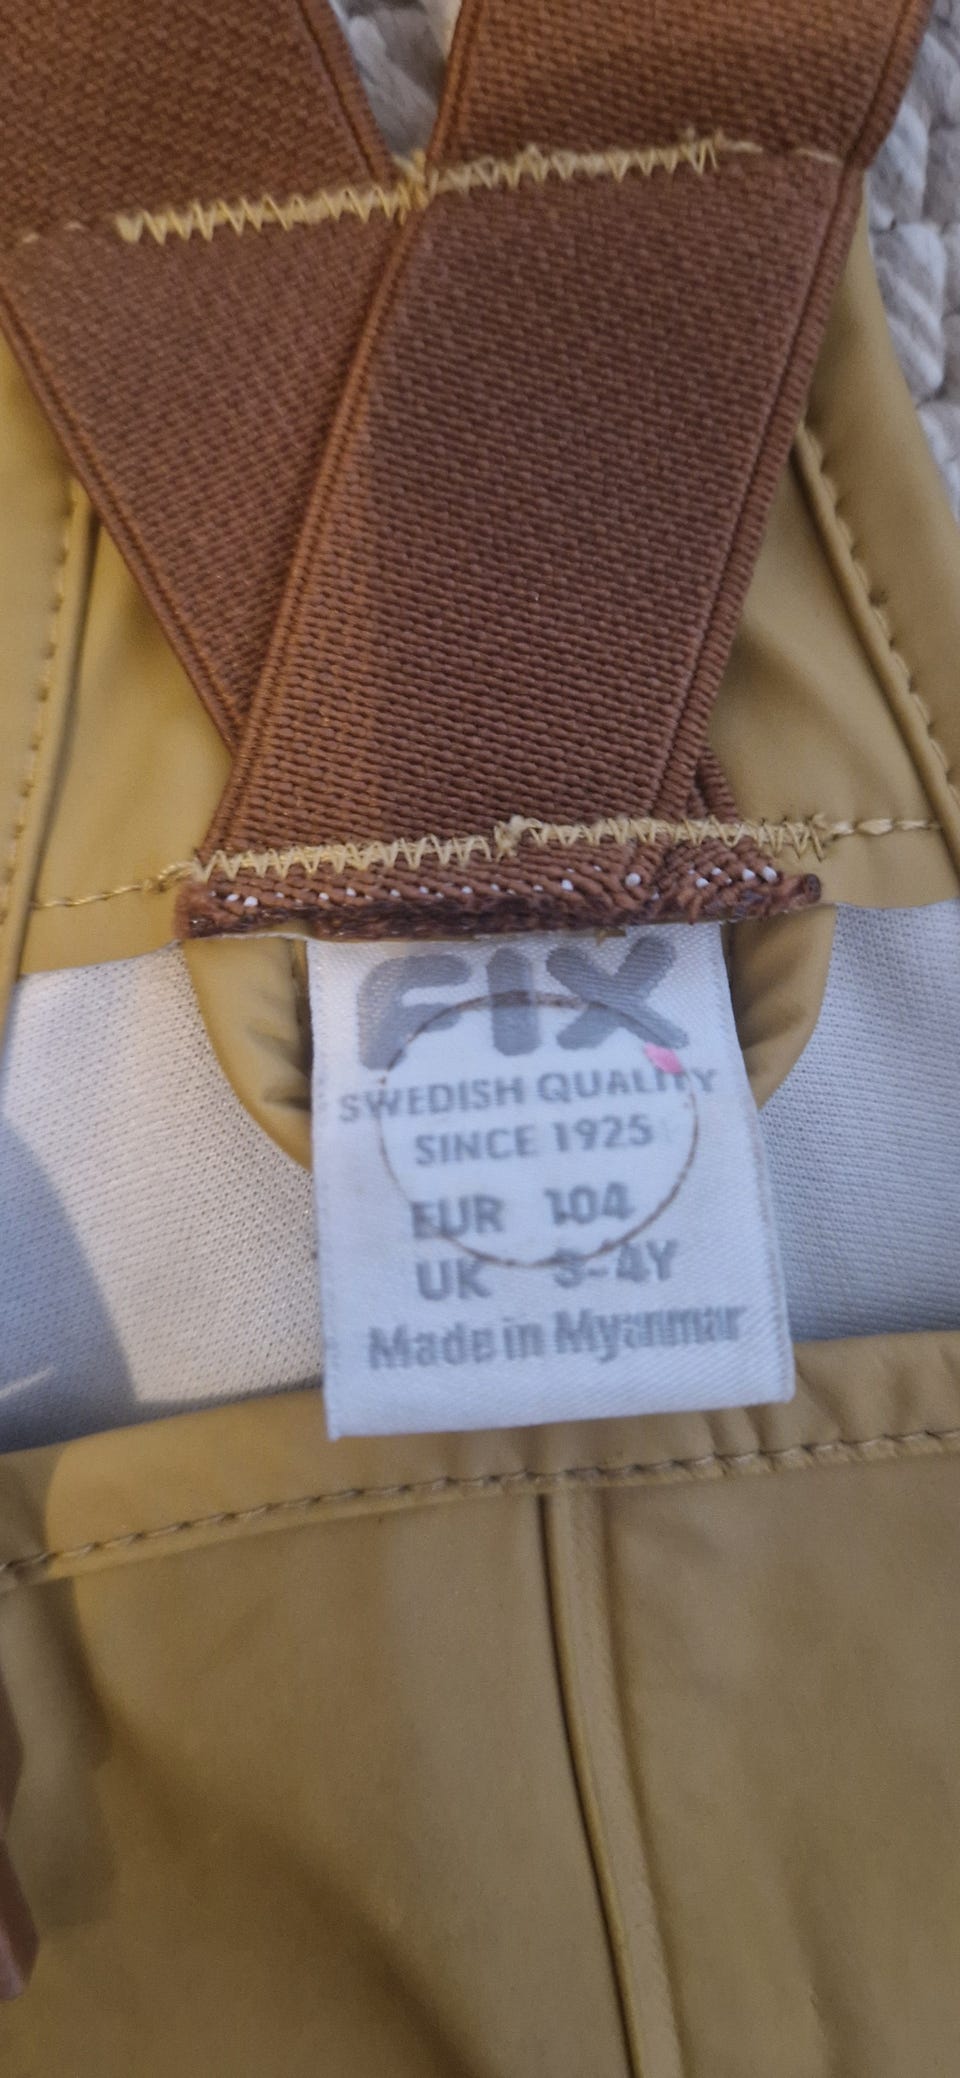 FIX
SWEDISH QUALITY
SINCE 1925
EUR 104
UK 3-4Y
Made in Myanmar